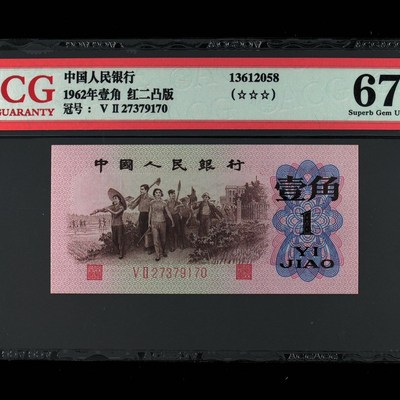 CG
GUARANTY
中国人民银行
1962年壹角 红二凸版
冠号: V Ⅱ 27379170
13612058
(☆☆☆)
67
Superb Gem U
中國人民銀行
壹角
1
YI
JIAO
V Ⅱ 27379170